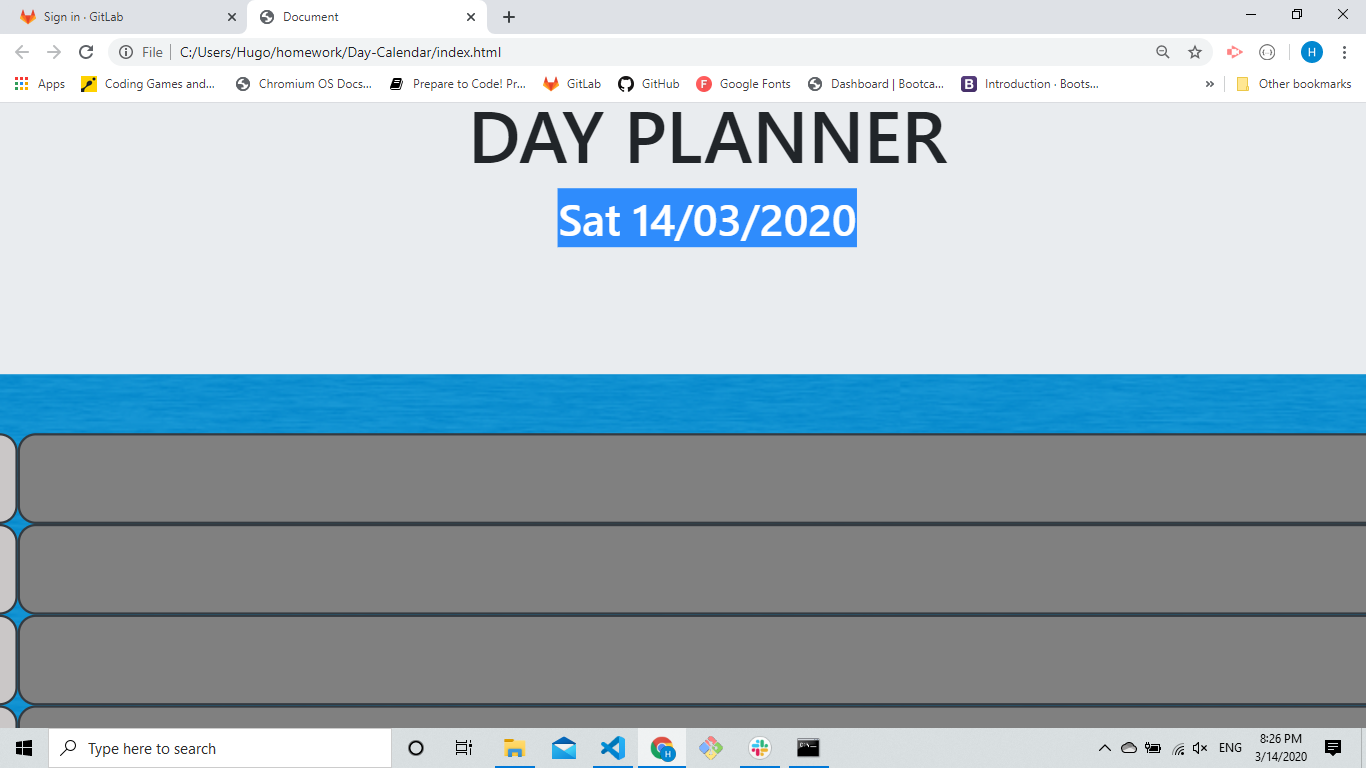 Sign in · GitLab
Document
File
C:/Users/Hugo/homework/Day-Calendar/index.html
H
Apps
Coding Games and...
Chromium OS Docs...
Prepare to Code! Pr...
GitLab
GitHub
F
Google Fonts
Dashboard | Bootca...
B
Introduction · Boots...
»
Other bookmarks
DAY PLANNER
Sat 14/03/2020
Type here to search
H
ENG
8:26 PM
3/14/2020